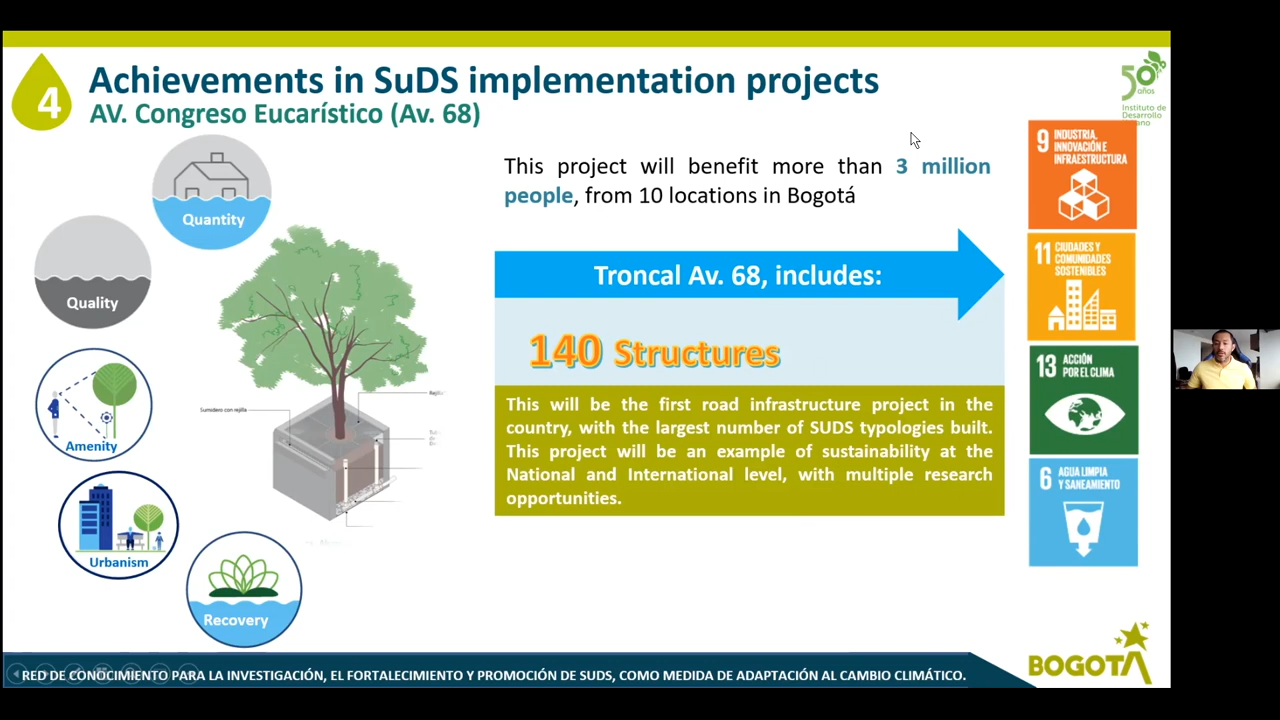 4
Achievements in SuDS implementation projects
AV. Congreso Eucarístico (Av. 68)
50
años
Instituto de
Desarrollo
Quantity
Quality
Amenity
Urbanism
Recovery
Sumidero con rejilla
This project will benefit more than 3 million
people, from 10 locations in Bogotá
Troncal Av. 68, includes:
140 Structures
This will be the first road infrastructure project in the
country, with the largest number of SUDS typologies built.
This project will be an example of sustainability at the
National and International level, with multiple research
opportunities.
9 INDUSTRIA,
INNOVACIÓN E
INFRAESTRUCTURA
11 CIUDADES Y
COMUNIDADES
SOSTENIBLES
13 ACCIÓN
POR EL CLIMA
6 AGUA LIMPIA
Y SANEAMIENTO
RED DE CONOCIMIENTO PARA LA INVESTIGACIÓN, EL FORTALECIMIENTO Y PROMOCIÓN DE SUDS, COMO MEDIDA DE ADAPTACIÓN AL CAMBIO CLIMÁTICO.
BOGOTÁ